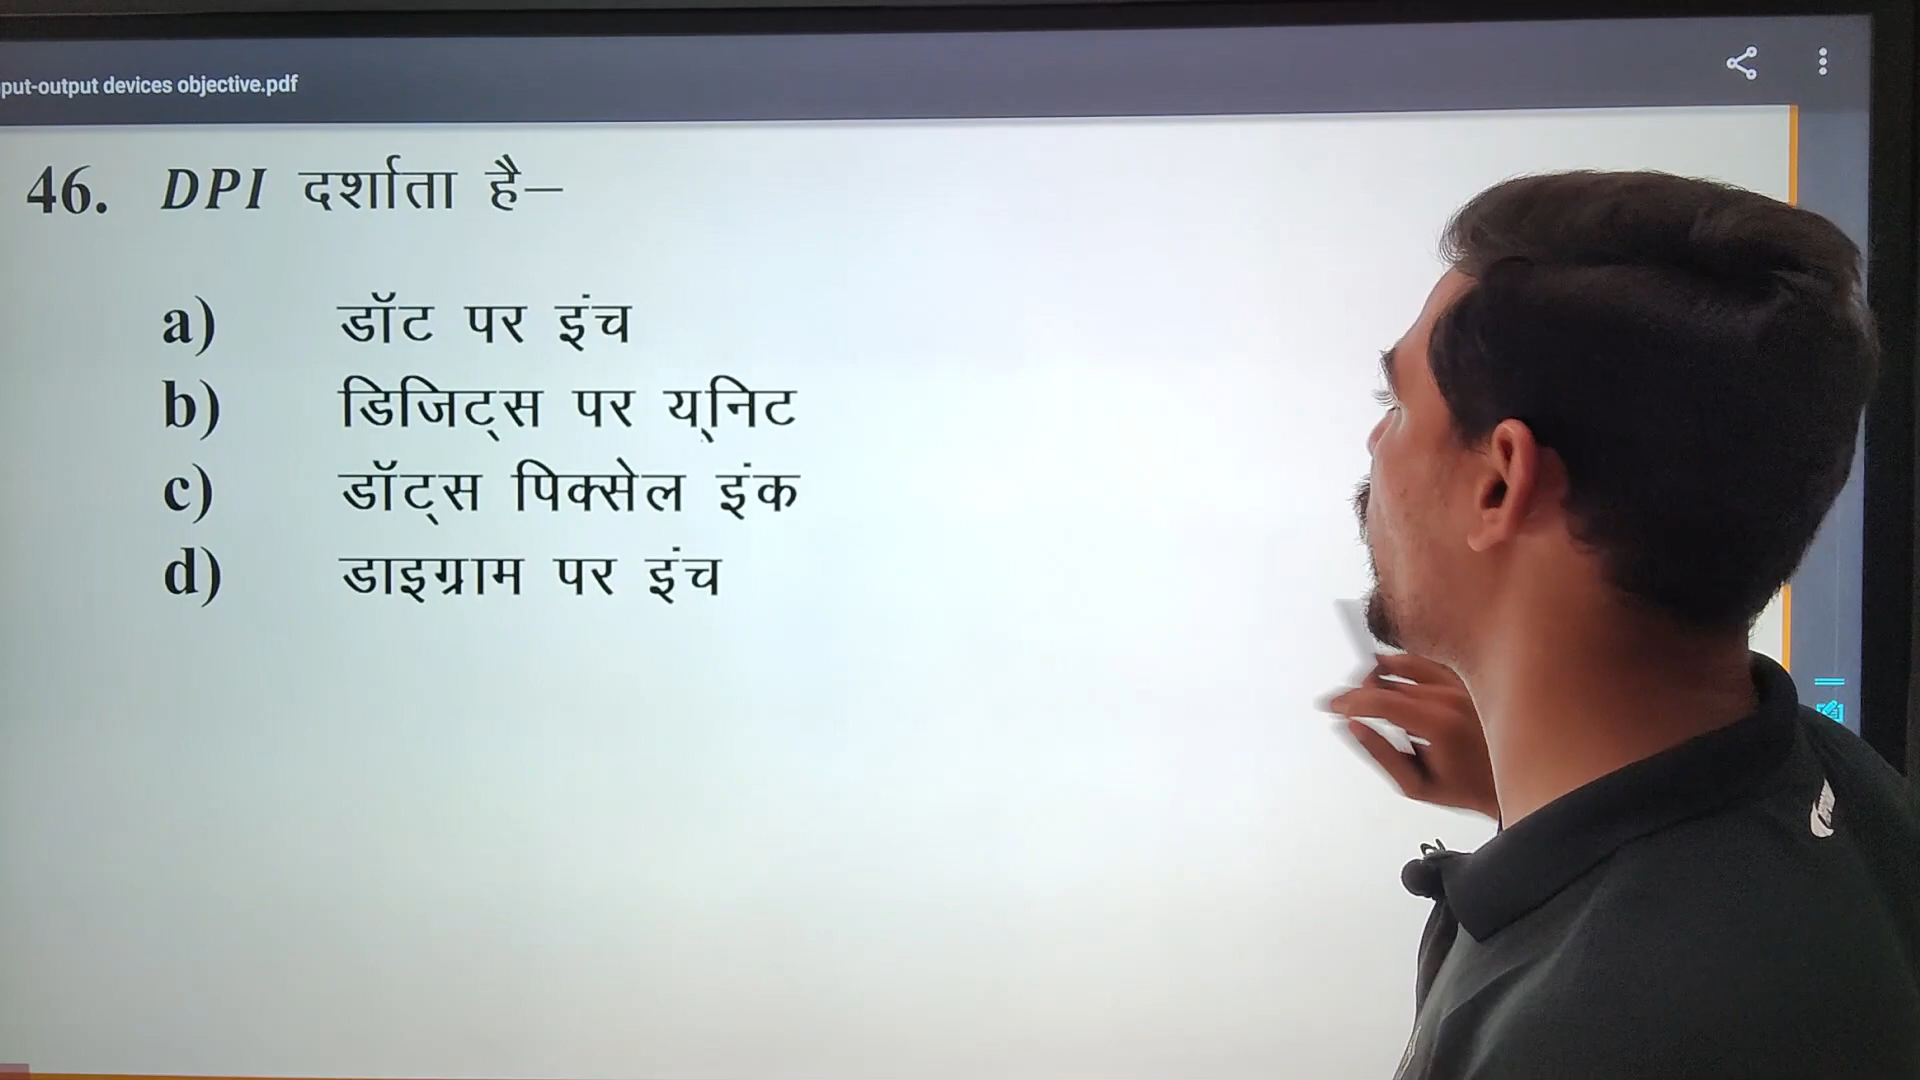 put-output devices objective.pdf
46. DPI दर्शाता है–
a) डॉट पर इंच
b) डिजिट्स पर यूनिट
c) डॉट्स पिक्सेल इंक
d) डाइग्राम पर इंच